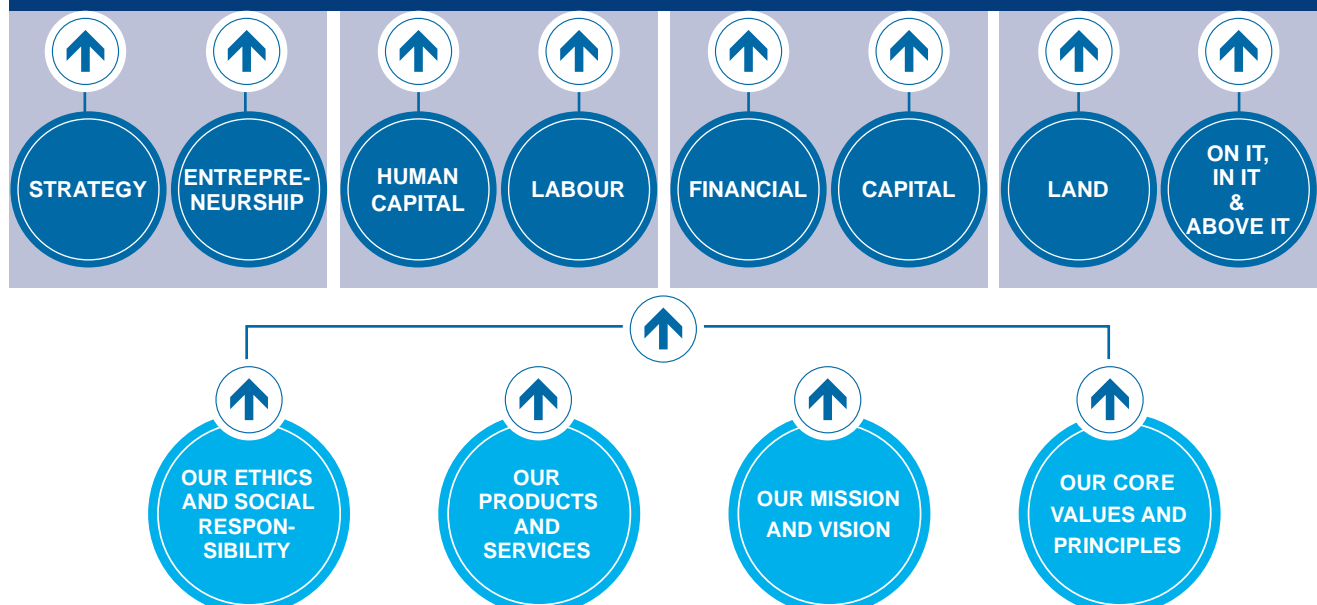 STRATEGY
ENTREPRE-
NEURSHIP
HUMAN
CAPITAL
LABOUR
FINANCIAL
CAPITAL
LAND
ON IT,
IN IT
&
ABOVE IT
OUR ETHICS
AND SOCIAL
RESPON-
SIBILITY
OUR
PRODUCTS
AND
SERVICES
OUR MISSION
AND VISION
OUR CORE
VALUES AND
PRINCIPLES